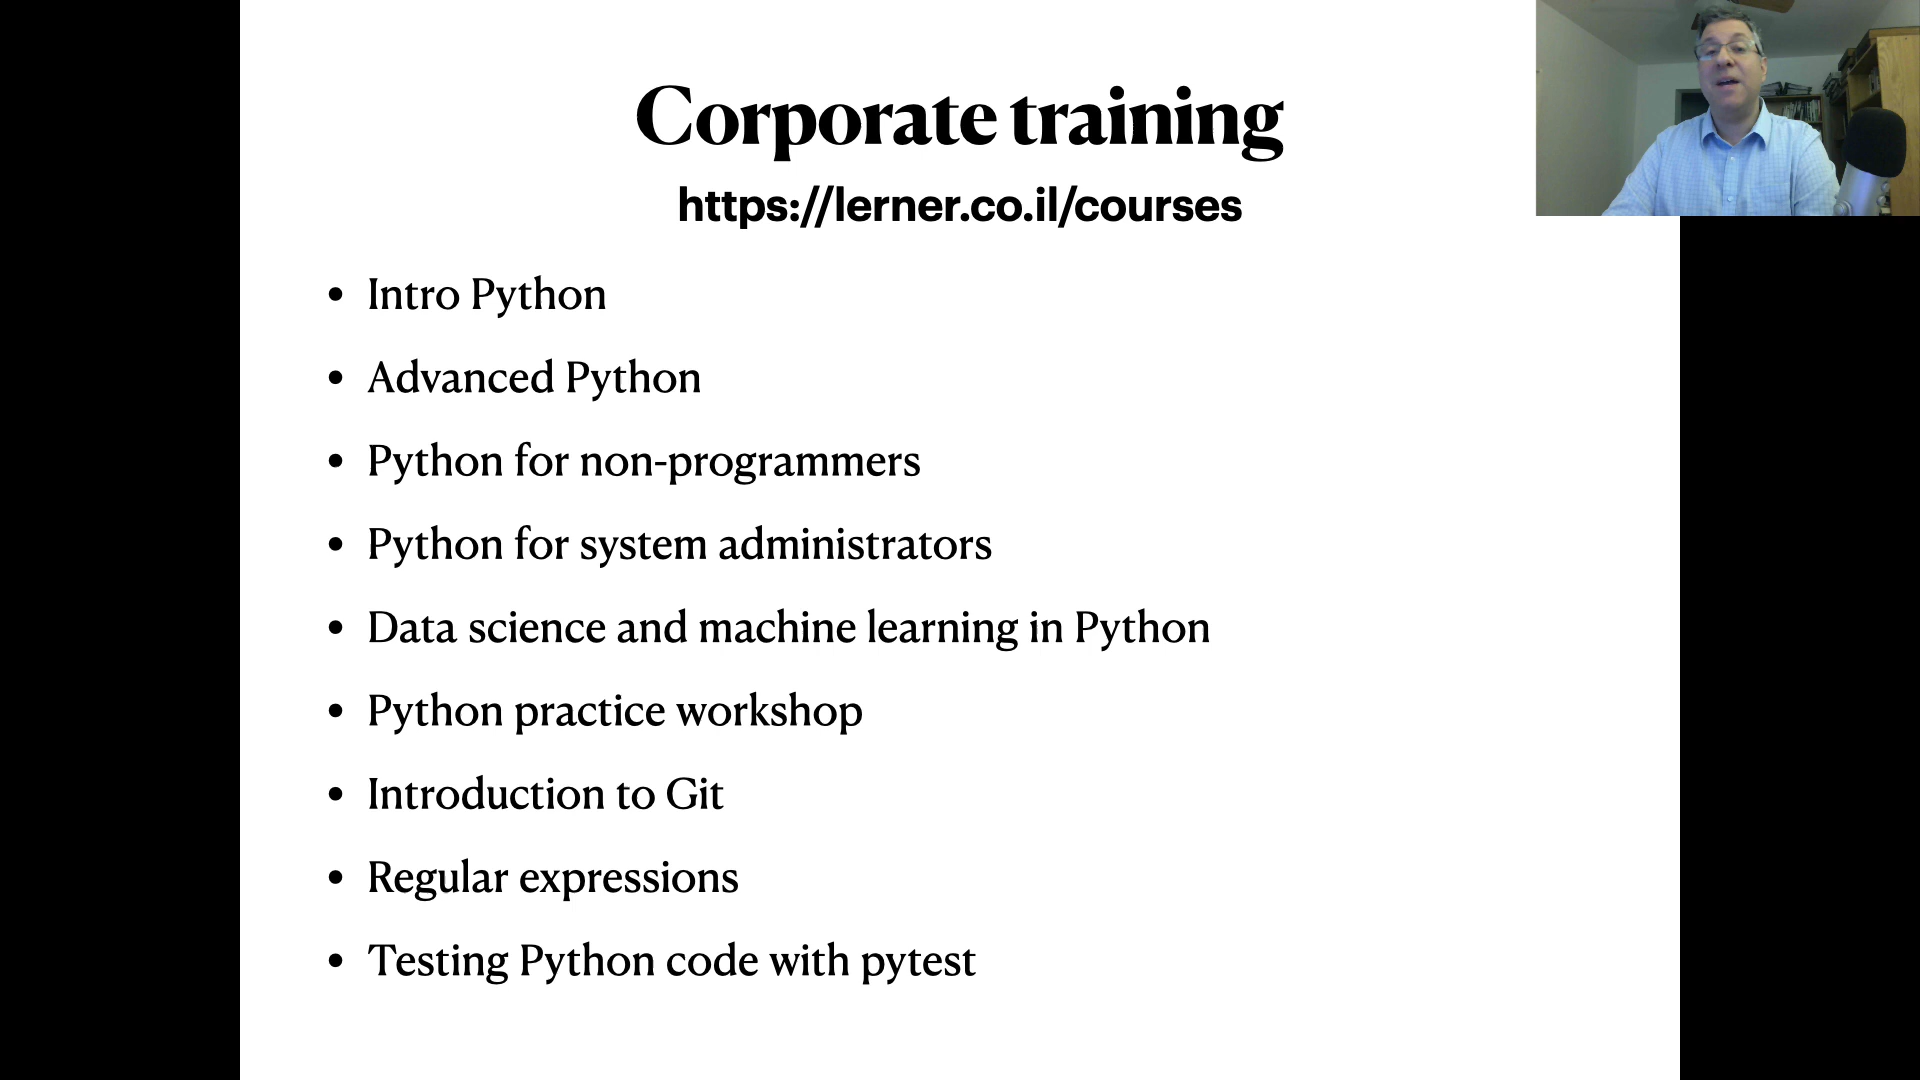 Corporate training
https://lerner.co.il/courses
• Intro Python
• Advanced Python
• Python for non-programmers
• Python for system administrators
• Data science and machine learning in Python
• Python practice workshop
• Introduction to Git
• Regular expressions
• Testing Python code with pytest